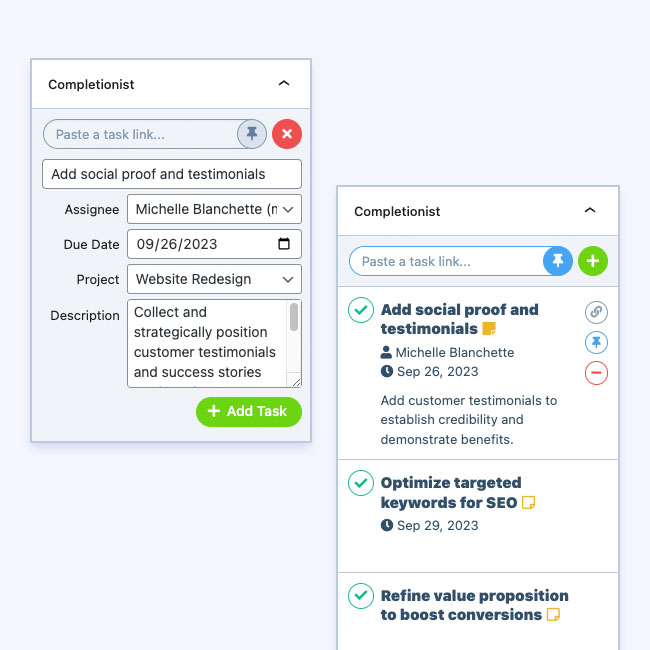 Completionist
Paste a task link...
Add social proof and testimonials
Assignee Michelle Blanchette (n
Due Date 09/26/2023
Project Website Redesign
Description Collect and
strategically position
customer testimonials
and success stories
+ Add Task
Completionist
Paste a task link...
Add social proof and
testimonials
Michelle Blanchette
Sep 26, 2023
Add customer testimonials to
establish credibility and
demonstrate benefits.
Optimize targeted
keywords for SEO
Sep 29, 2023
Refine value proposition
to boost conversions